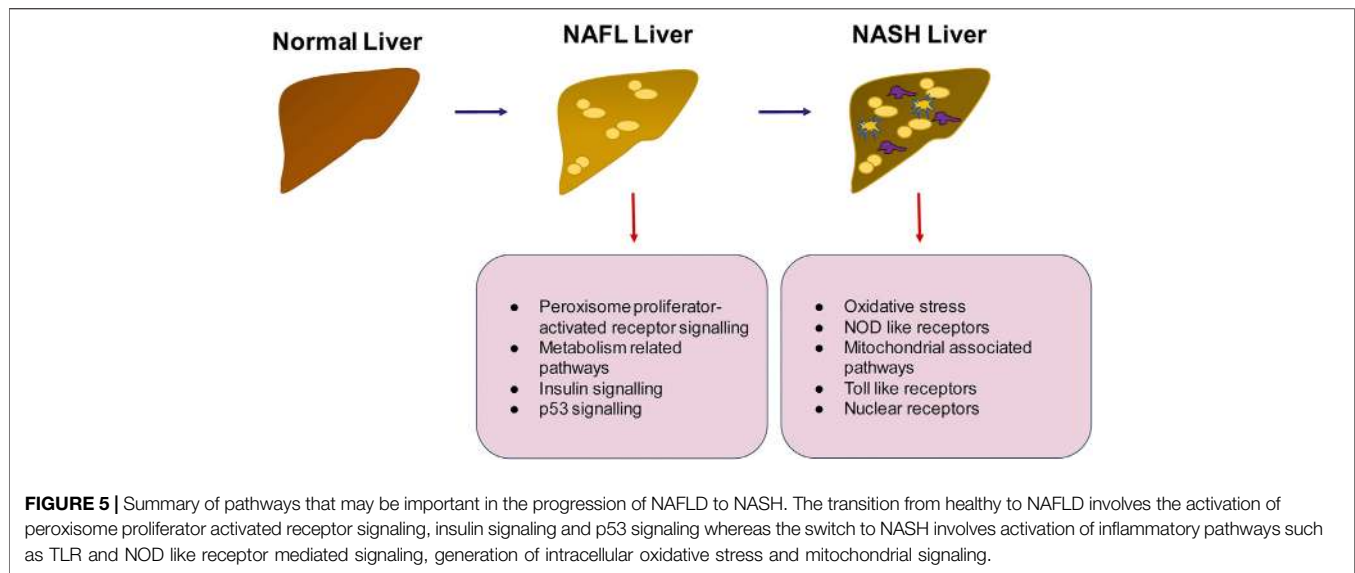 Normal Liver
NAFL Liver
NASH Liver
● Peroxisome proliferator-
activated receptor signalling
● Metabolism related
pathways
● Insulin signalling
● p53 signalling
● Oxidative stress
● NOD like receptors
● Mitochondrial associated
pathways
● Toll like receptors
● Nuclear receptors
FIGURE 5 | Summary of pathways that may be important in the progression of NAFLD to NASH. The transition from healthy to NAFLD involves the activation of
peroxisome proliferator activated receptor signaling, insulin signaling and p53 signaling whereas the switch to NASH involves activation of inflammatory pathways such
as TLR and NOD like receptor mediated signaling, generation of intracellular oxidative stress and mitochondrial signaling.